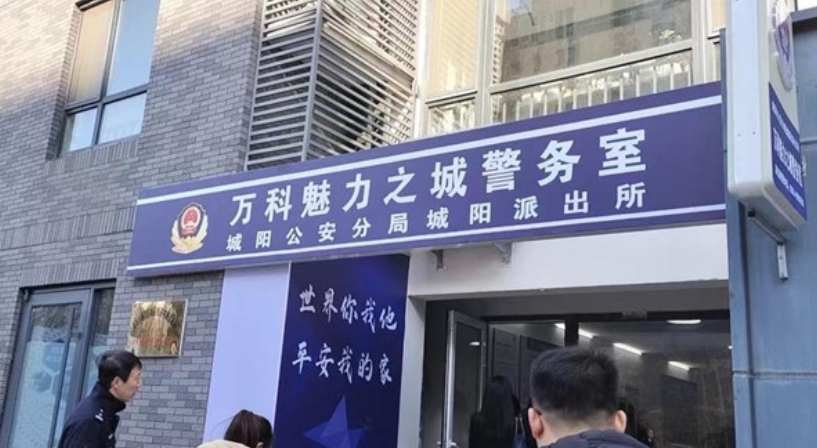 万科魅力之城警务室
城阳公安分局城阳派出所
世界你我他
平安我的家